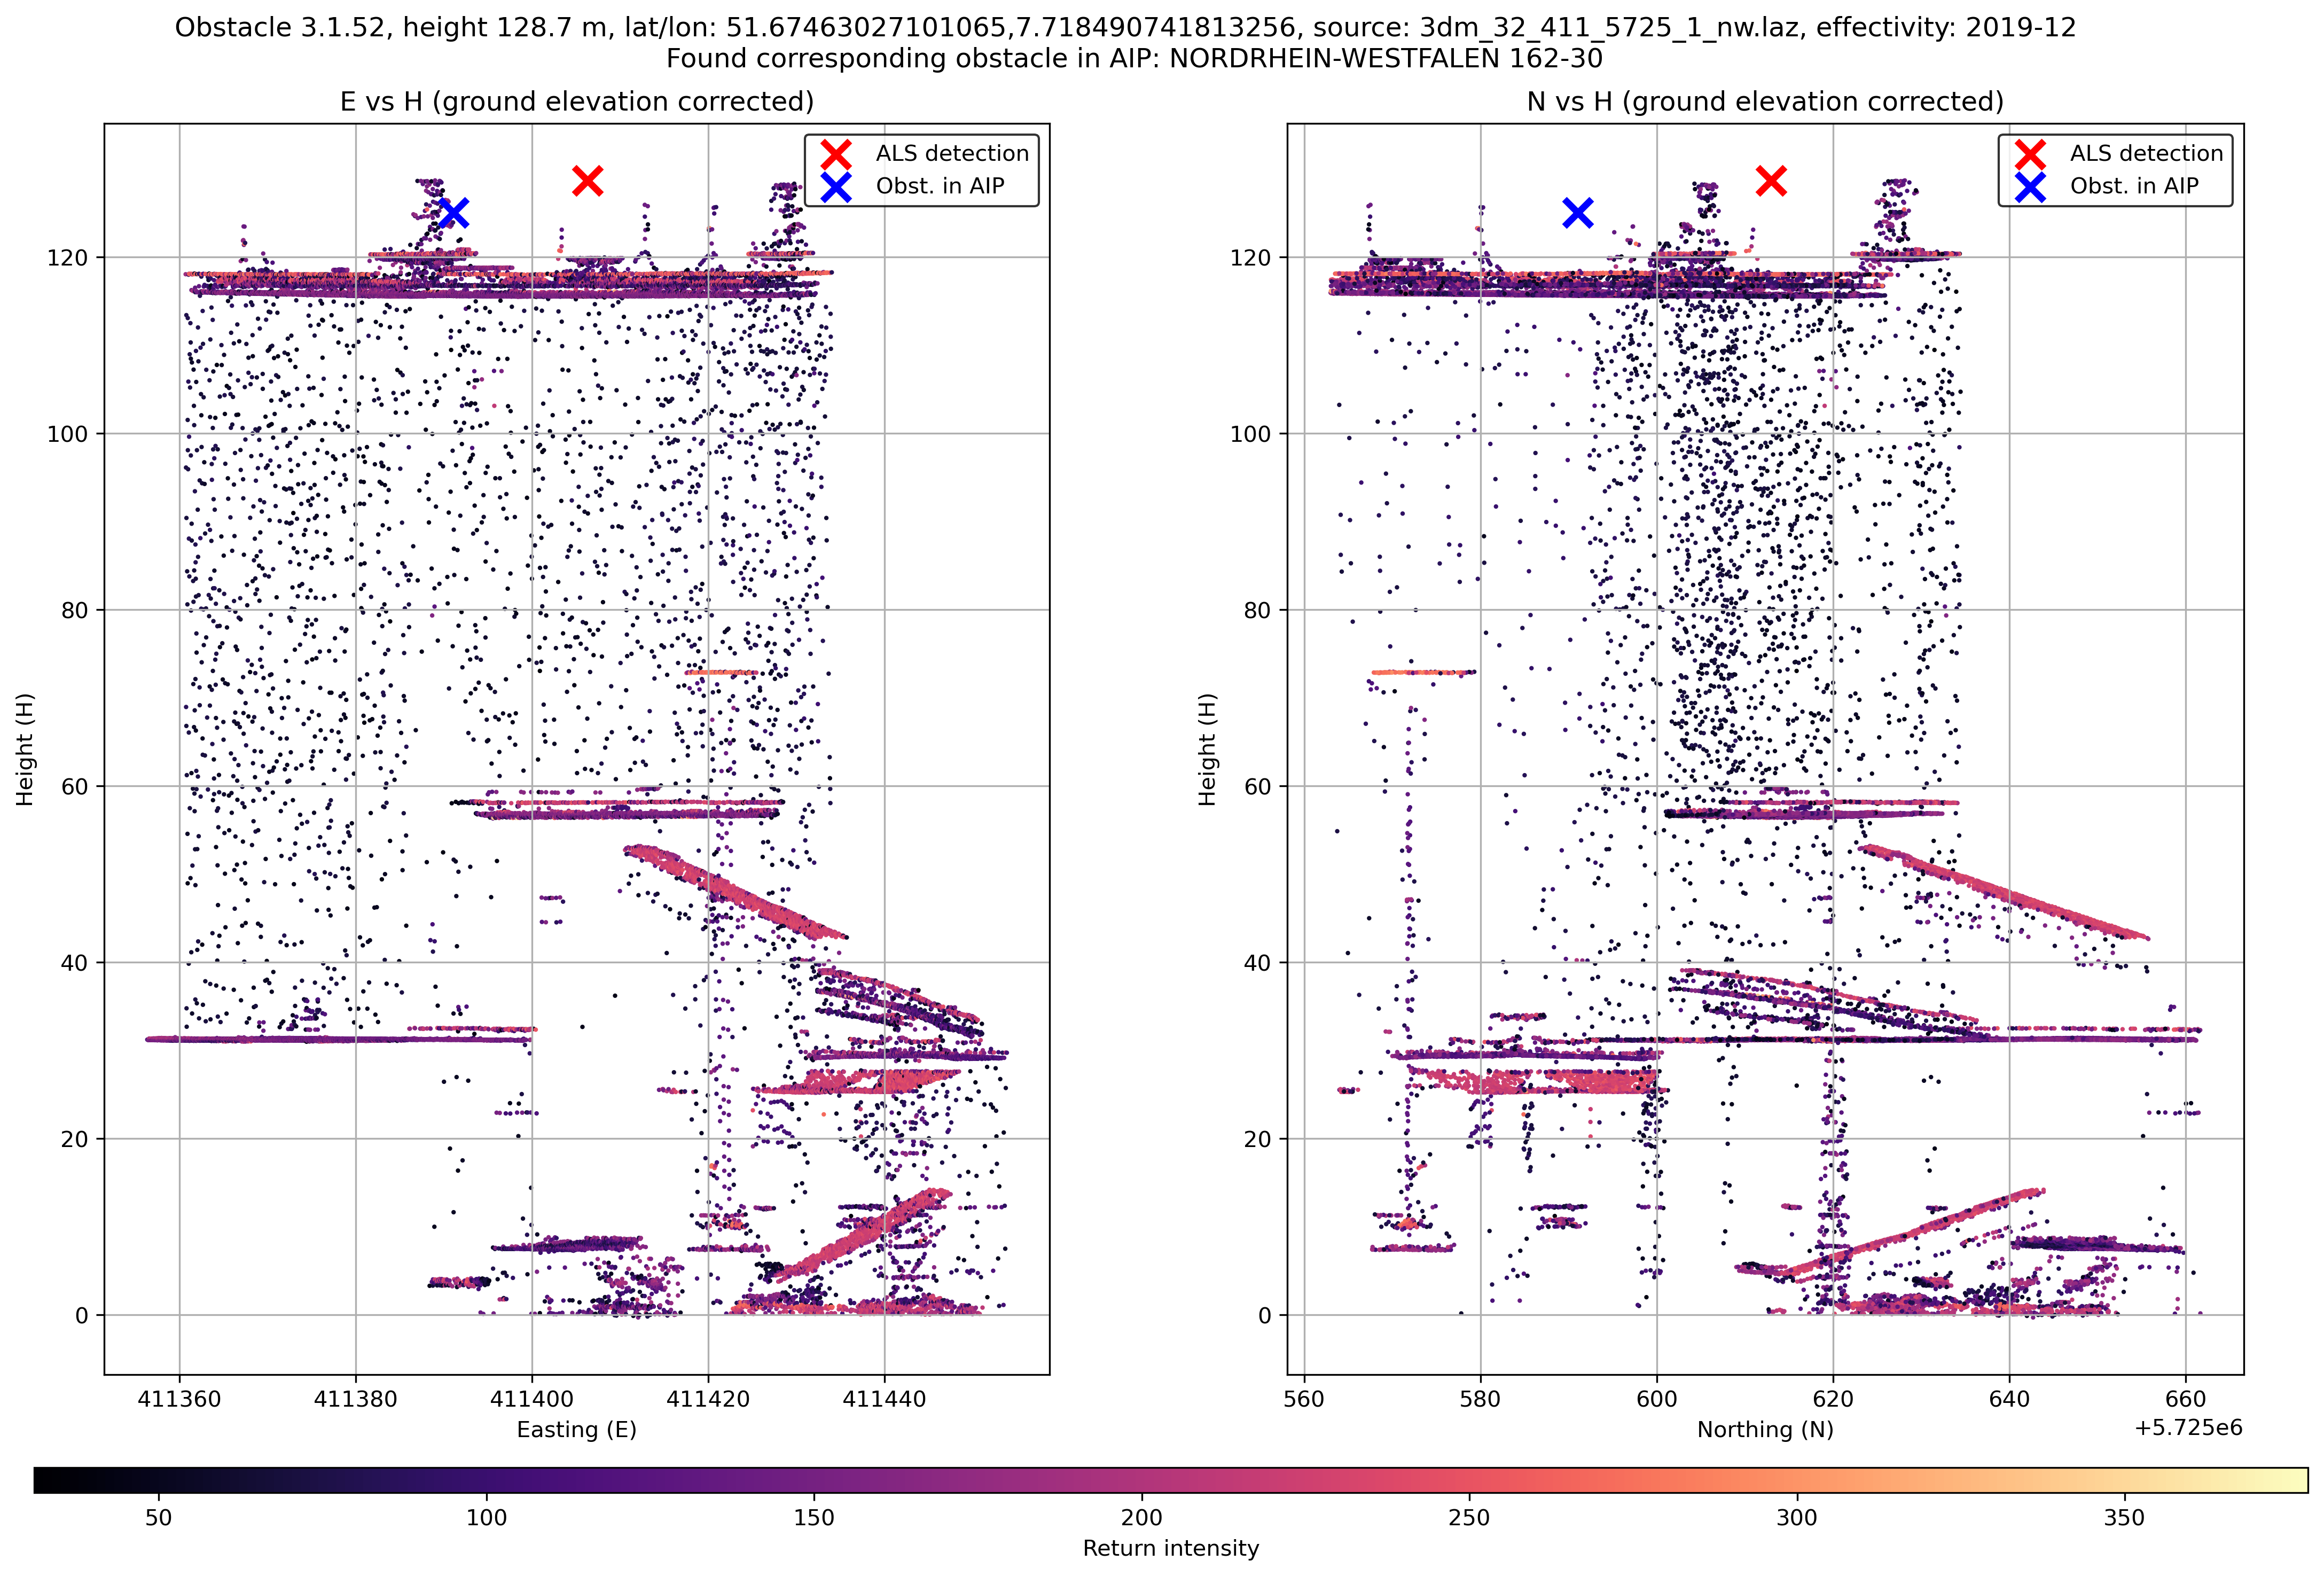 Obstacle 3.1.52, height 128.7 m, lat/lon: 51.67463027101065,7.718490741813256, source: 3dm_32_411_5725_1_nw.laz, effectivity: 2019-12
Found corresponding obstacle in AIP: NORDRHEIN-WESTFALEN 162-30
E vs H (ground elevation corrected)
ALS detection
Obst. in AIP
120
100
80
60
40
20
0
Height (H)
411360 411380 411400 411420 411440
Easting (E)
N vs H (ground elevation corrected)
ALS detection
Obst. in AIP
120
100
80
60
40
20
0
Height (H)
560 580 600 620 640 660
Northing (N)
+5.725e6
50 100 150 200 250 300 350
Return intensity